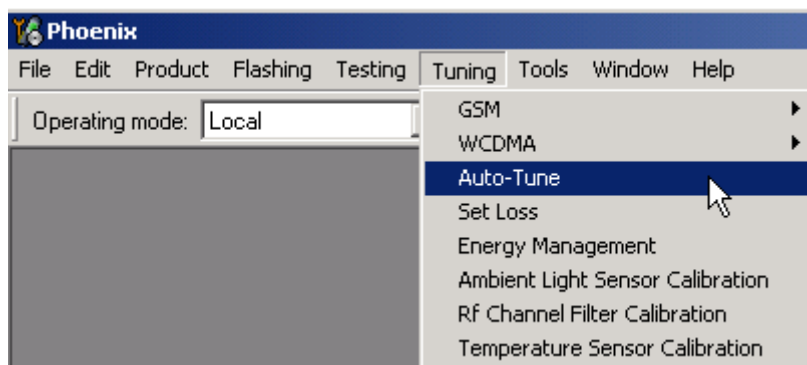 Phoenix
File Edit Product Flashing Testing Tuning Tools Window Help
Operating mode: Local
GSM
WCDMA
Auto-Tune
Set Loss
Energy Management
Ambient Light Sensor Calibration
Rf Channel Filter Calibration
Temperature Sensor Calibration